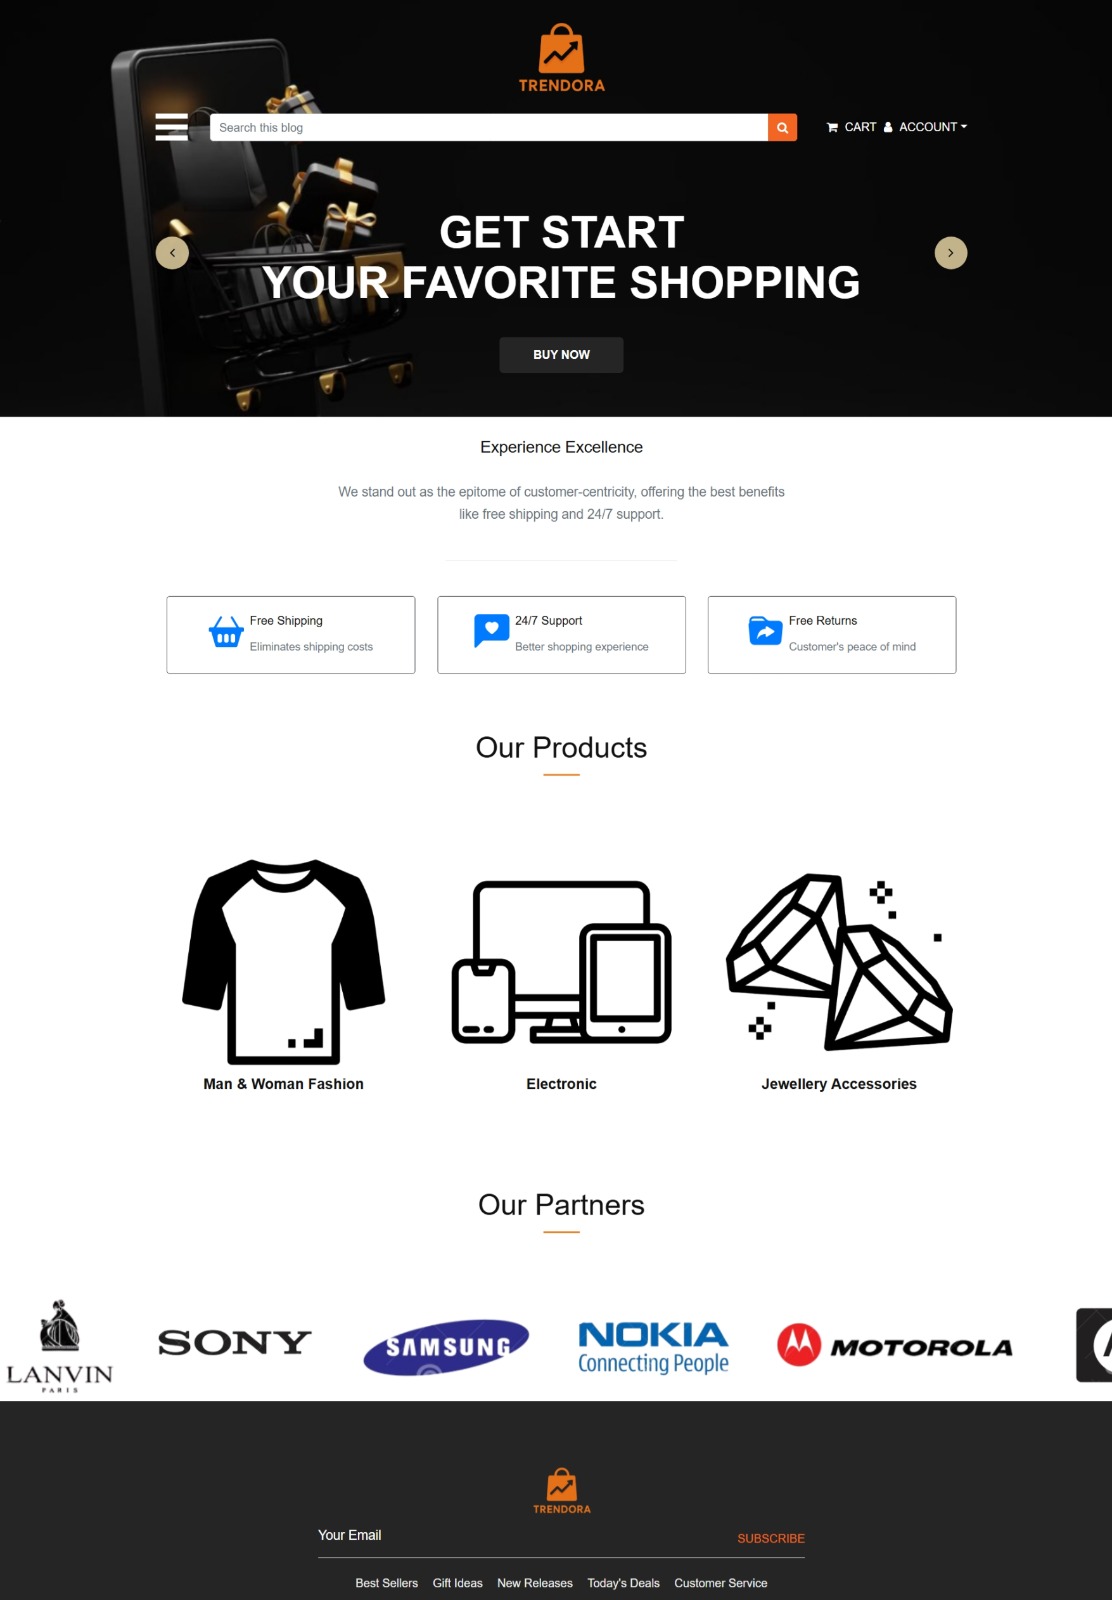 TRENDORA
Search this blog
CART
ACCOUNT
GET START
YOUR FAVORITE SHOPPING
BUY NOW
Experience Excellence
We stand out as the epitome of customer-centricity, offering the best benefits
like free shipping and 24/7 support.
Free Shipping
Eliminates shipping costs
24/7 Support
Better shopping experience
Free Returns
Customer's peace of mind
Our Products
Man & Woman Fashion
Electronic
Jewellery Accessories
Our Partners
LANVIN
PARIS
SONY
SAMSUNG
NOKIA
Connecting People
MOTOROLA
TRENDORA
Your Email
SUBSCRIBE
Best Sellers Gift Ideas New Releases Today's Deals Customer Service